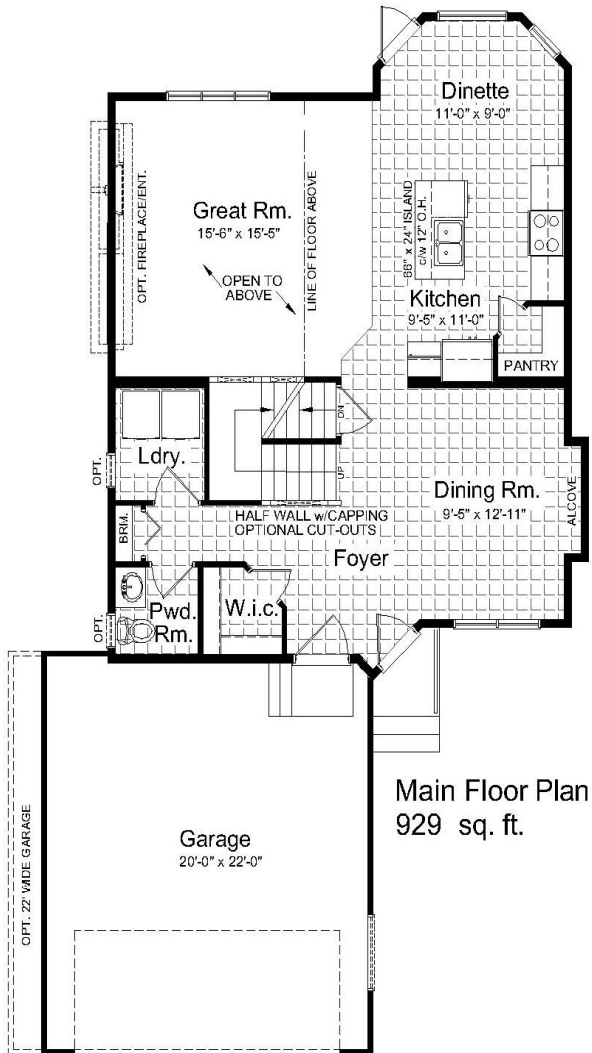 Dinette
11'-0" x 9'-0"
OPT. FIREPLACE/ENT.
Great Rm.
15'-6" x 15'-5"
OPEN TO
ABOVE
LINE OF FLOOR ABOVE
66" x 24" ISLAND
c/w 12" O.H.
Kitchen
9'-5" x 11'-0"
PANTRY
DN
UP
OPT.
Ldry.
BRM.
HALF WALL w/CAPPING
OPTIONAL CUT-OUTS
Dining Rm.
9'-5" x 12'-11"
ALCOVE
Foyer
OPT.
Pwd.
Rm.
W.i.c.
Main Floor Plan
929 sq. ft.
OPT. 22' WIDE GARAGE
Garage
20'-0" x 22'-0"